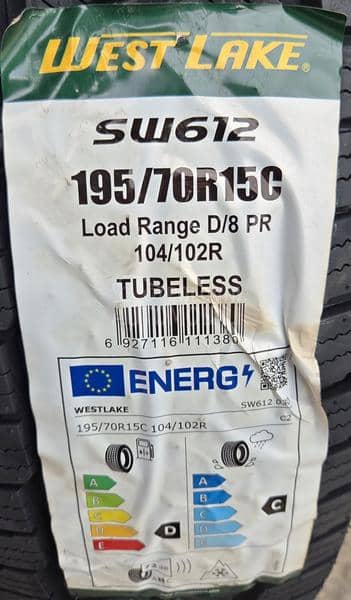 WEST LAKE®
SW612
195/70R15C
Load Range D/8 PR
104/102R
TUBELESS
6 927116 111380
ENERG
WESTLAKE
SW612
195/70R15C 104/102R
C2
A
B
C
D
E
D
A
B
C
D
E
C